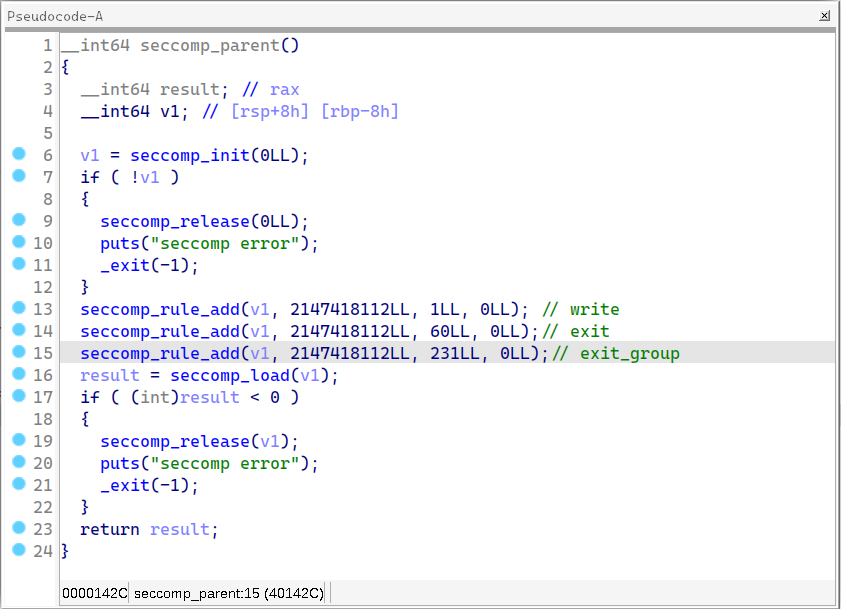 Pseudocode-A
1 __int64 seccomp_parent()
2 {
3 __int64 result; // rax
4 __int64 v1; // [rsp+8h] [rbp-8h]
5
6 v1 = seccomp_init(0LL);
7 if ( !v1 )
8 {
9 seccomp_release(0LL);
10 puts("seccomp error");
11 _exit(-1);
12 }
13 seccomp_rule_add(v1, 2147418112LL, 1LL, 0LL); // write
14 seccomp_rule_add(v1, 2147418112LL, 60LL, 0LL);// exit
15 seccomp_rule_add(v1, 2147418112LL, 231LL, 0LL);// exit_group
16 result = seccomp_load(v1);
17 if ( (int)result < 0 )
18 {
19 seccomp_release(v1);
20 puts("seccomp error");
21 _exit(-1);
22 }
23 return result;
24 }
0000142C seccomp_parent:15 (40142C)